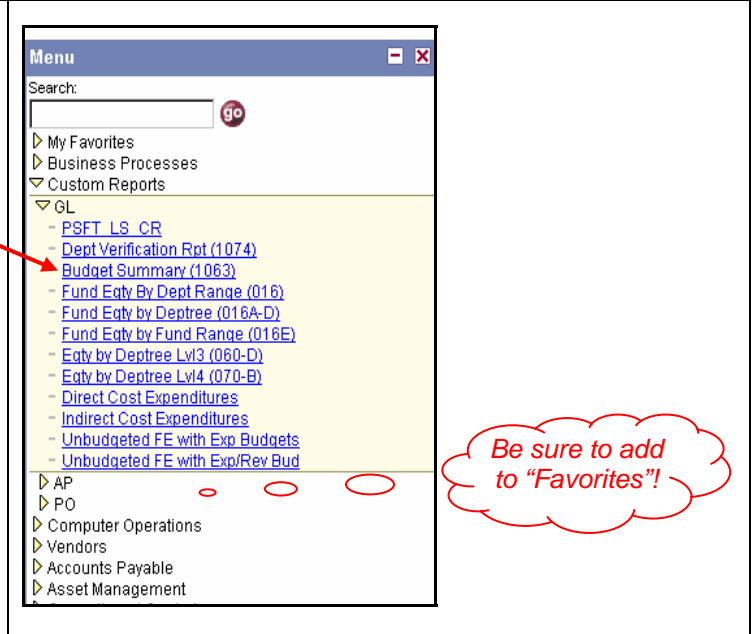 Menu
Search:
go
My Favorites
Business Processes
Custom Reports
GL
PSFT_LS_CR
Dept Verification Rpt (1074)
Budget Summary (1063)
Fund Eqty By Dept Range (016)
Fund Eqty by Deptree (016A-D)
Fund Eqty by Fund Range (016E)
Eqty by Deptree Lvl3 (060-D)
Eqty by Deptree Lvl4 (070-B)
Direct Cost Expenditures
Indirect Cost Expenditures
Unbudgeted FE with Exp Budgets
Unbudgeted FE with Exp/Rev Bud
AP
PO
Computer Operations
Vendors
Accounts Payable
Asset Management
Be sure to add
to “Favorites”!